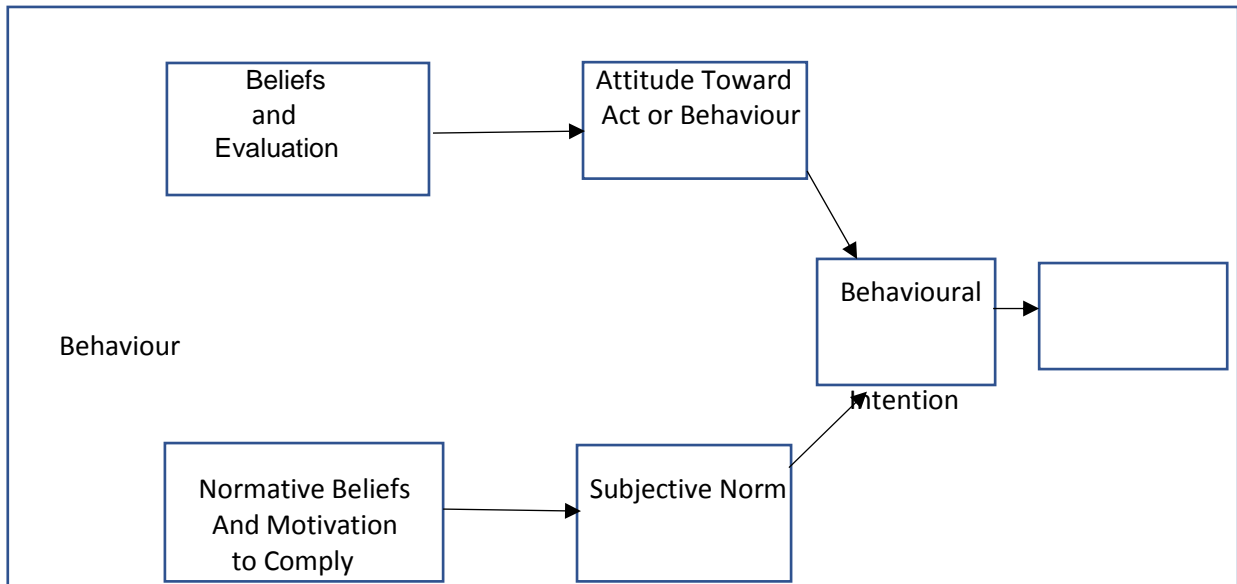 Beliefs
and
Evaluation
Attitude Toward
Act or Behaviour
Behavioural
Intention
Behaviour
Normative Beliefs
And Motivation
to Comply
Subjective Norm